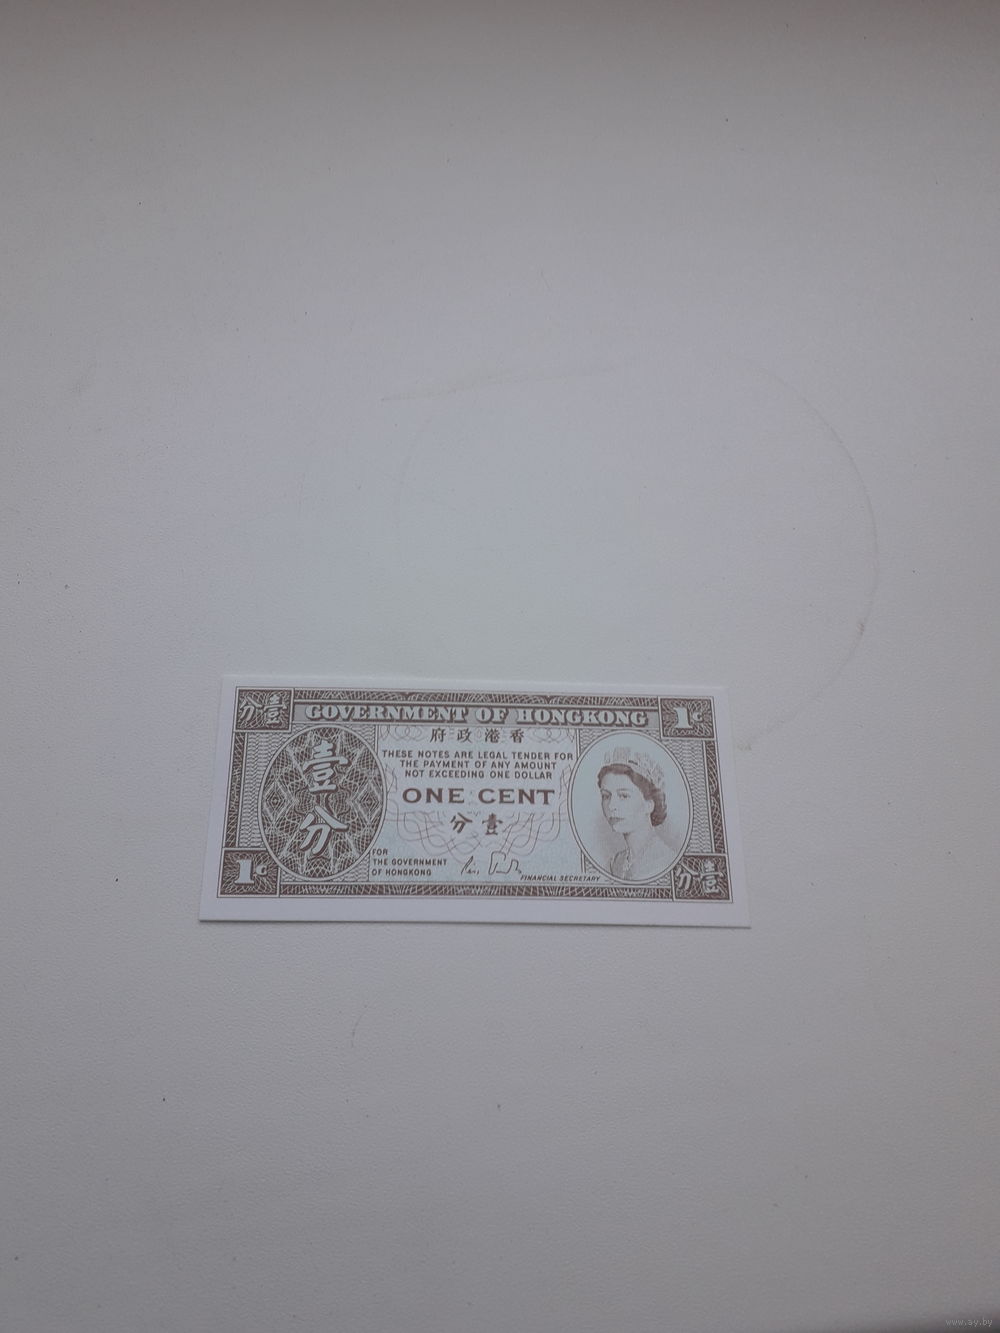 分壹 GOVERNMENT OF HONGKONG 1¢
府政港香
壹
分
THESE NOTES ARE LEGAL TENDER FOR
THE PAYMENT OF ANY AMOUNT
NOT EXCEEDING ONE DOLLAR
ONE CENT
分壹
FOR
THE GOVERNMENT
OF HONGKONG
FINANCIAL SECRETARY
1¢
分壹
www.ay.by